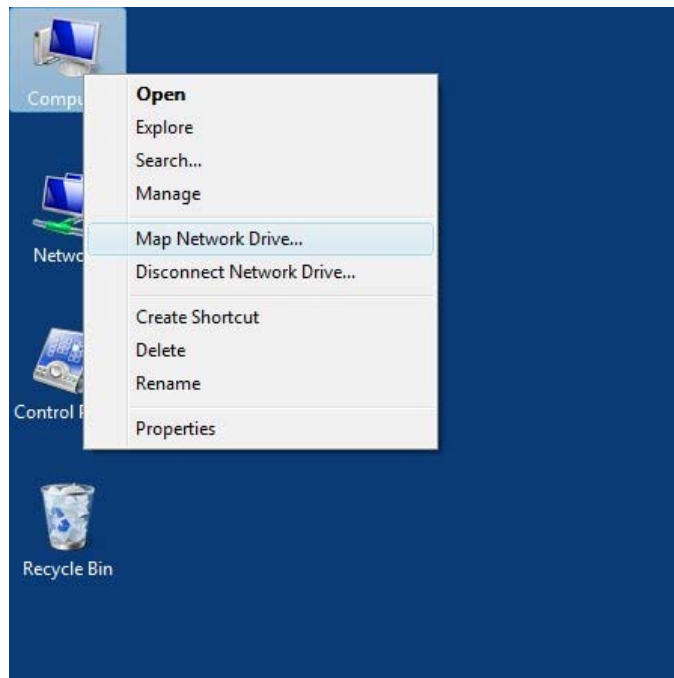 Compu
Open
Explore
Search...
Manage
Netwo
Map Network Drive...
Disconnect Network Drive...
Create Shortcut
Delete
Rename
Control P
Properties
Recycle Bin